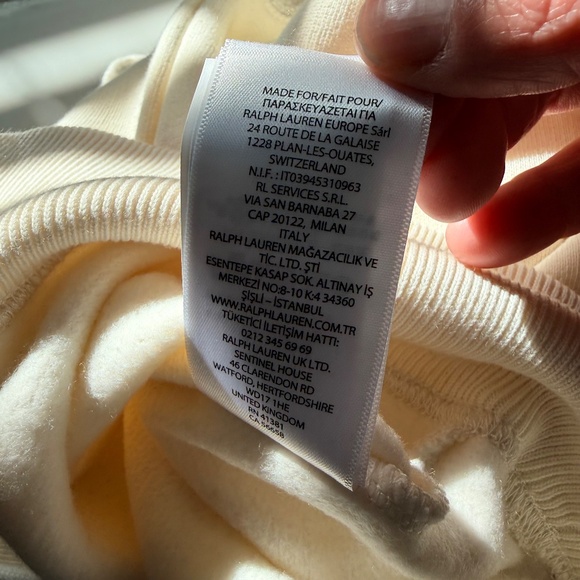 MADE FOR/FAIT POUR/
ΠΑΡΑΣΚΕΥΑΖΕΤΑΙ ΓΙΑ
RALPH LAUREN EUROPE Sárl
24 ROUTE DE LA GALAISE
1228 PLAN-LES-OUATES,
SWITZERLAND
N.I.F. : IT03945310963
RL SERVICES S.R.L.
VIA SAN BARNABA 27
CAP 20122, MILAN
ITALY
RALPH LAUREN MAĞAZACILIK VE
TİC. LTD. ŞTİ
ESENTEPE KASAP SOK. ALTINAY İŞ
MERKEZİ NO:8-10 K:4 34360
ŞİŞLİ – İSTANBUL
WWW.RALPHLAUREN.COM.TR
TÜKETİCİ İLETİŞİM HATTI:
0212 345 69 69
RALPH LAUREN UK LTD.
SENTINEL HOUSE
46 CLARENDON RD
WATFORD, HERTFORDSHIRE
WD17 1HE
UNITED KINGDOM
RN 41381
CA 56658